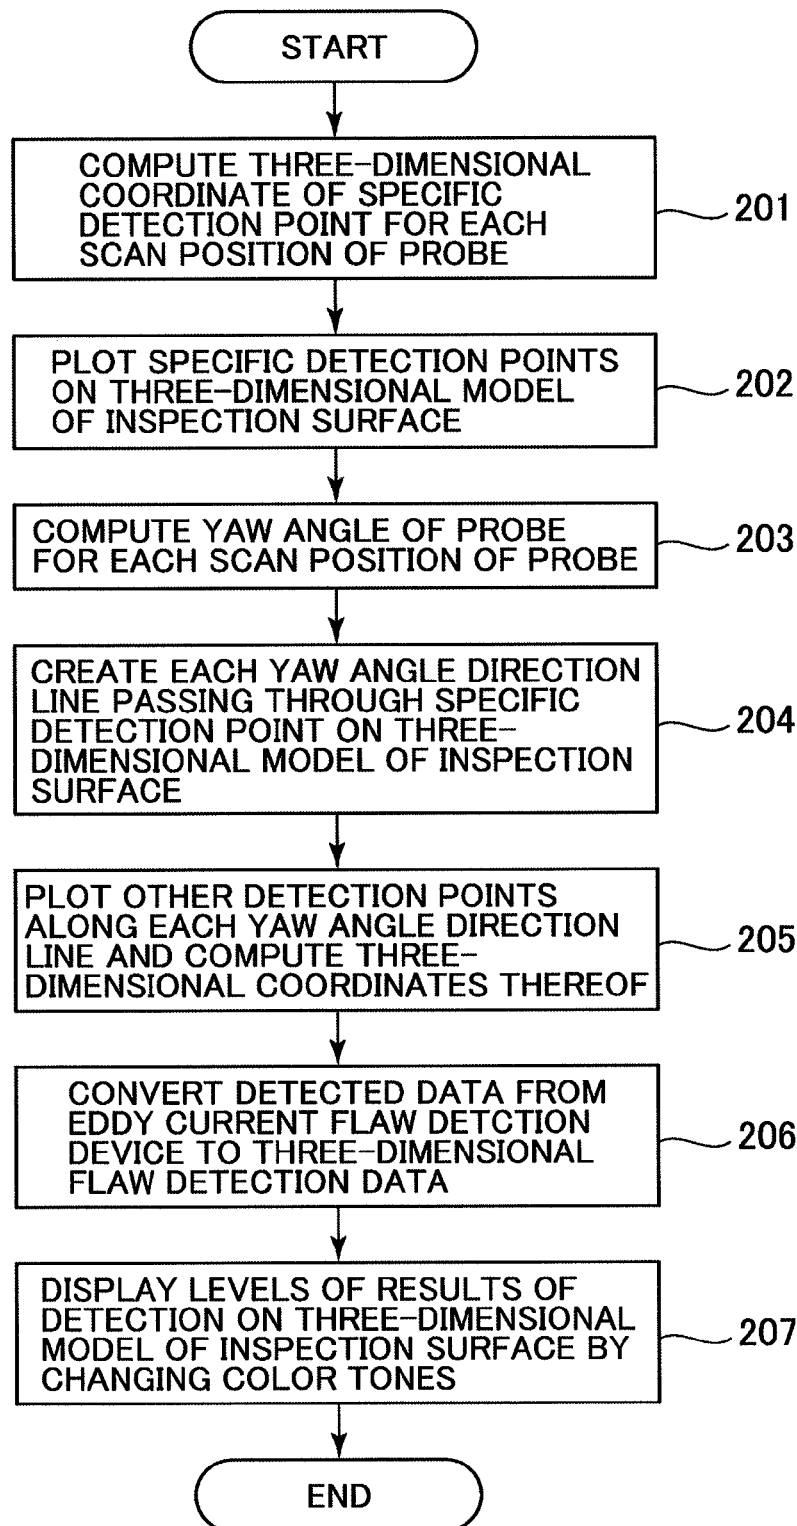 START
COMPUTE THREE-DIMENSIONAL
COORDINATE OF SPECIFIC
DETECTION POINT FOR EACH
SCAN POSITION OF PROBE
201
PLOT SPECIFIC DETECTION POINTS
ON THREE-DIMENSIONAL MODEL
OF INSPECTION SURFACE
202
COMPUTE YAW ANGLE OF PROBE
FOR EACH SCAN POSITION OF PROBE
203
CREATE EACH YAW ANGLE DIRECTION
LINE PASSING THROUGH SPECIFIC
DETECTION POINT ON THREE-
DIMENSIONAL MODEL OF INSPECTION
SURFACE
204
PLOT OTHER DETECTION POINTS
ALONG EACH YAW ANGLE DIRECTION
LINE AND COMPUTE THREE-
DIMENSIONAL COORDINATES THEREOF
205
CONVERT DETECTED DATA FROM
EDDY CURRENT FLAW DETCTION
DEVICE TO THREE-DIMENSIONAL
FLAW DETECTION DATA
206
DISPLAY LEVELS OF RESULTS OF
DETECTION ON THREE-DIMENSIONAL
MODEL OF INSPECTION SURFACE BY
CHANGING COLOR TONES
207
END